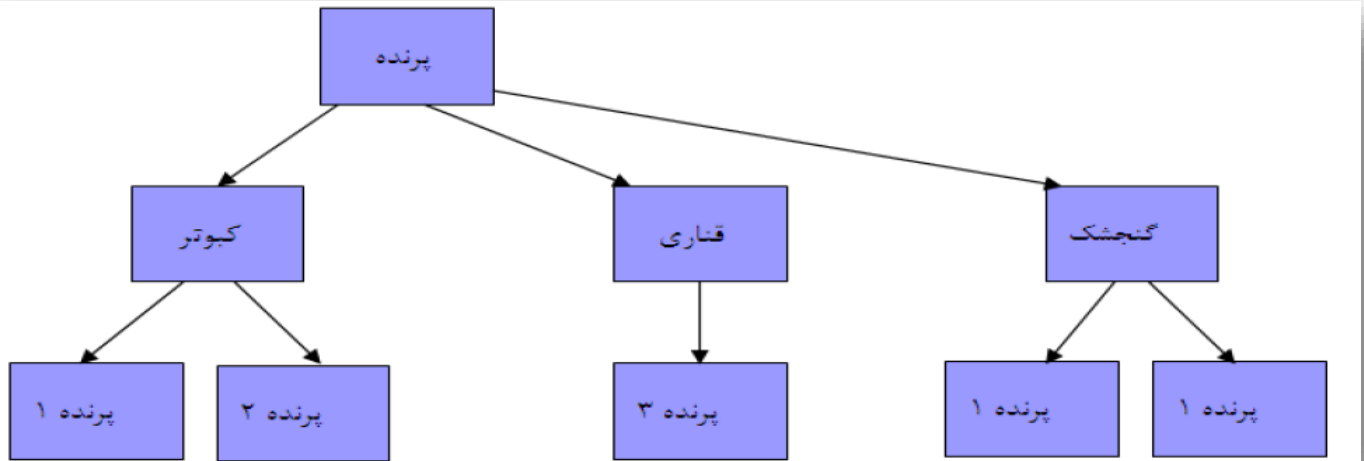 پرنده
کبوتر
قناری
گنجشک
پرنده ۱
پرنده ۲
پرنده ۳
پرنده ۱
پرنده ۱